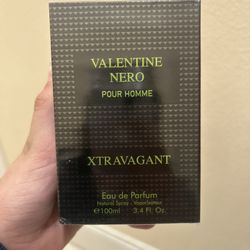 VALENTINE
NERO
POUR HOMME
XTRAVAGANT
Eau de Parfum
Natural Spray - Vaporisateur
℮100ml 3.4 Fl. Oz.